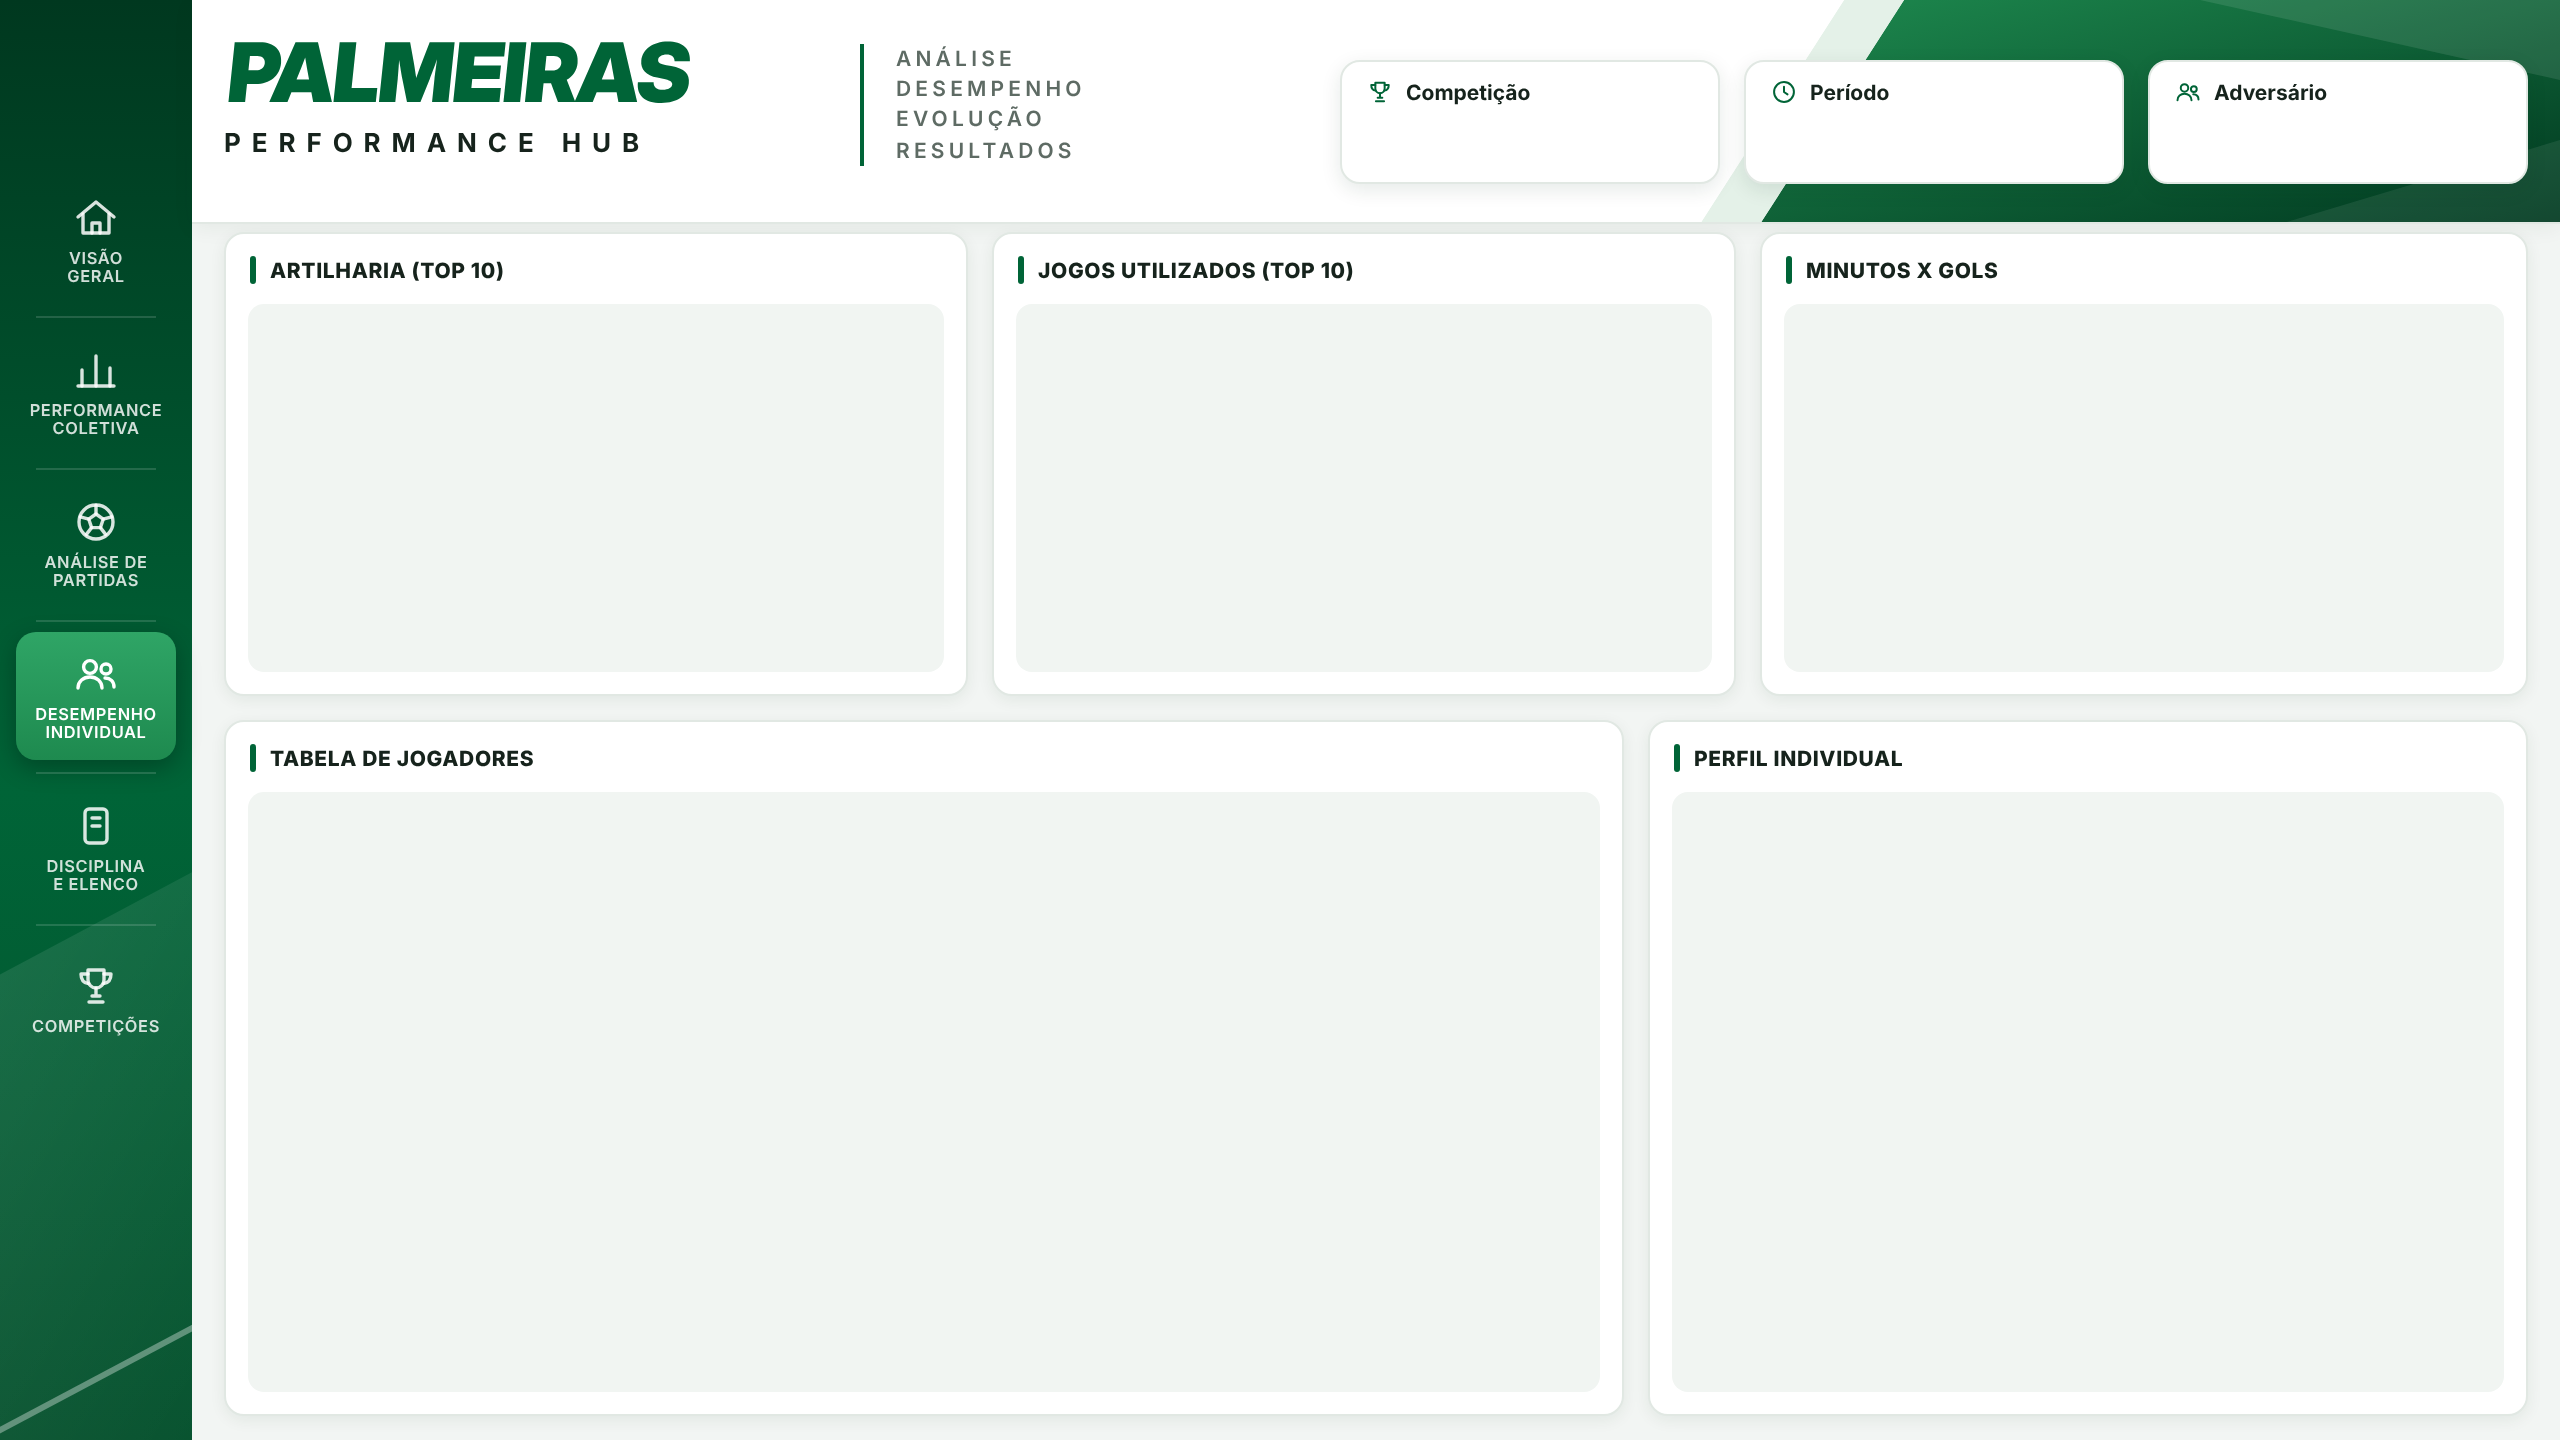 PALMEIRAS
PERFORMANCE HUB
ANÁLISE
DESEMPENHO
EVOLUÇÃO
RESULTADOS
Competição
Período
Adversário
VISÃO
GERAL
PERFORMANCE
COLETIVA
ANÁLISE DE
PARTIDAS
DESEMPENHO
INDIVIDUAL
DISCIPLINA
E ELENCO
COMPETIÇÕES
ARTILHARIA (TOP 10)
JOGOS UTILIZADOS (TOP 10)
MINUTOS X GOLS
TABELA DE JOGADORES
PERFIL INDIVIDUAL